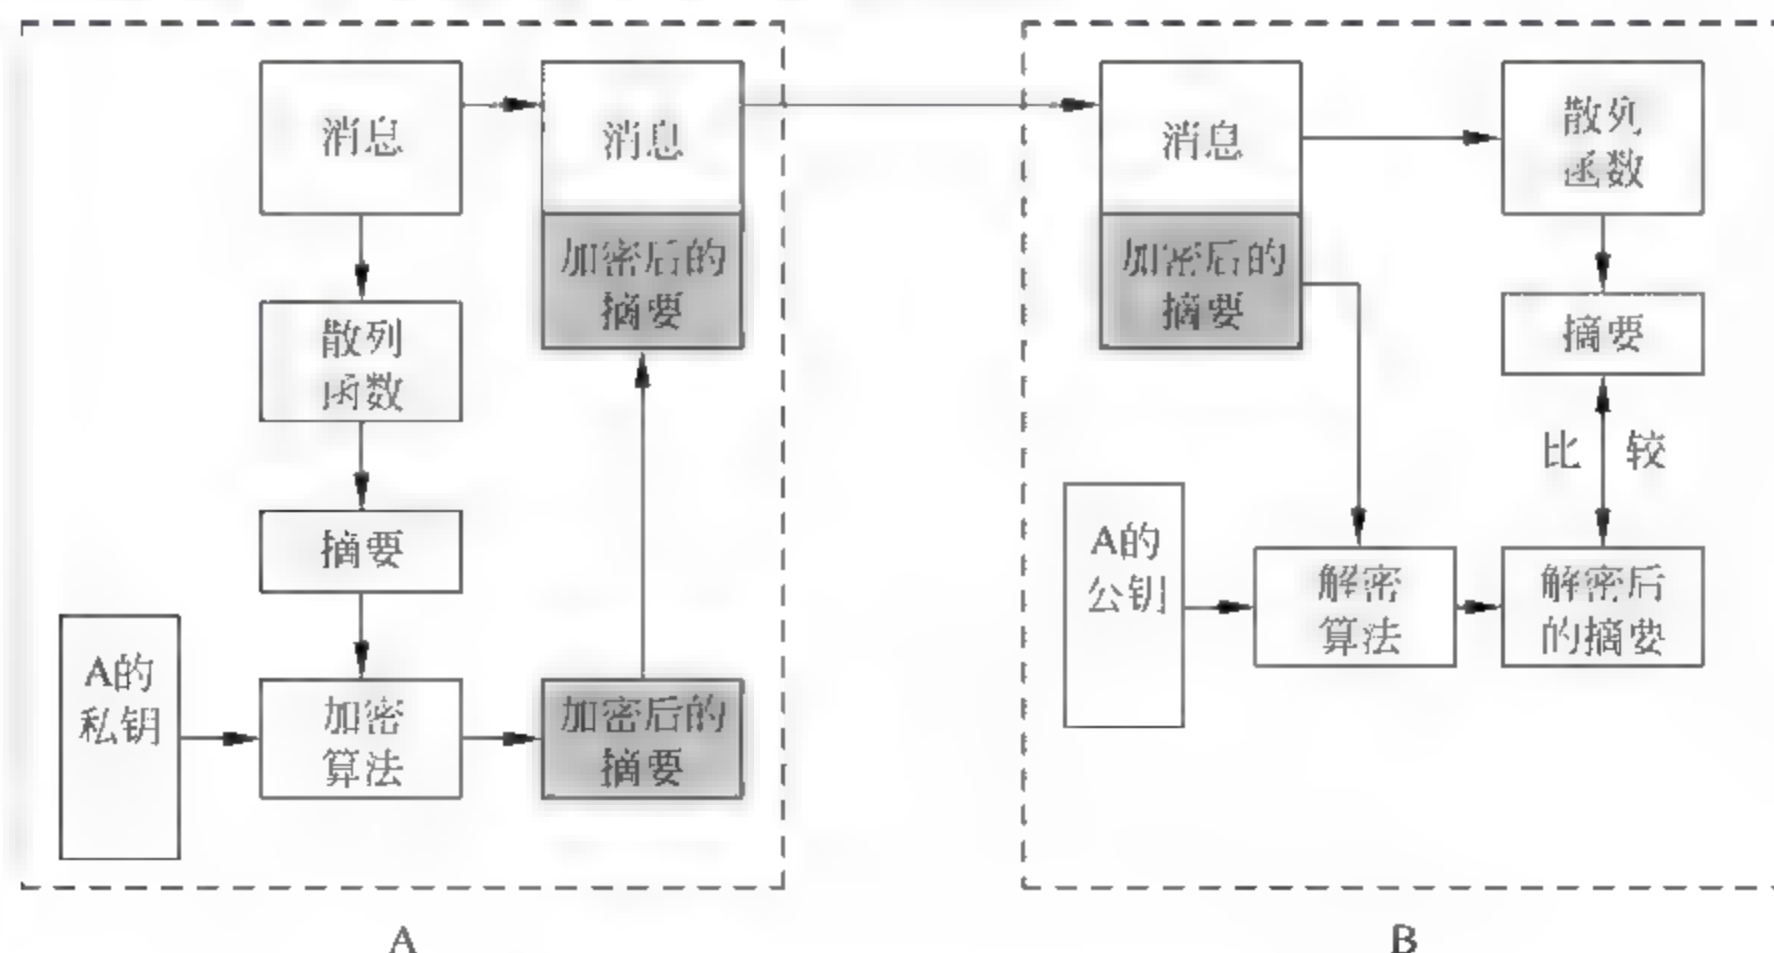 消息
消息
加密后的
摘要
散列
函数
摘要
A的
私钥
加密
算法
加密后的
摘要
A
消息
加密后的
摘要
散列
函数
摘要
比 较
A的
公钥
解密
算法
解密后
的摘要
B